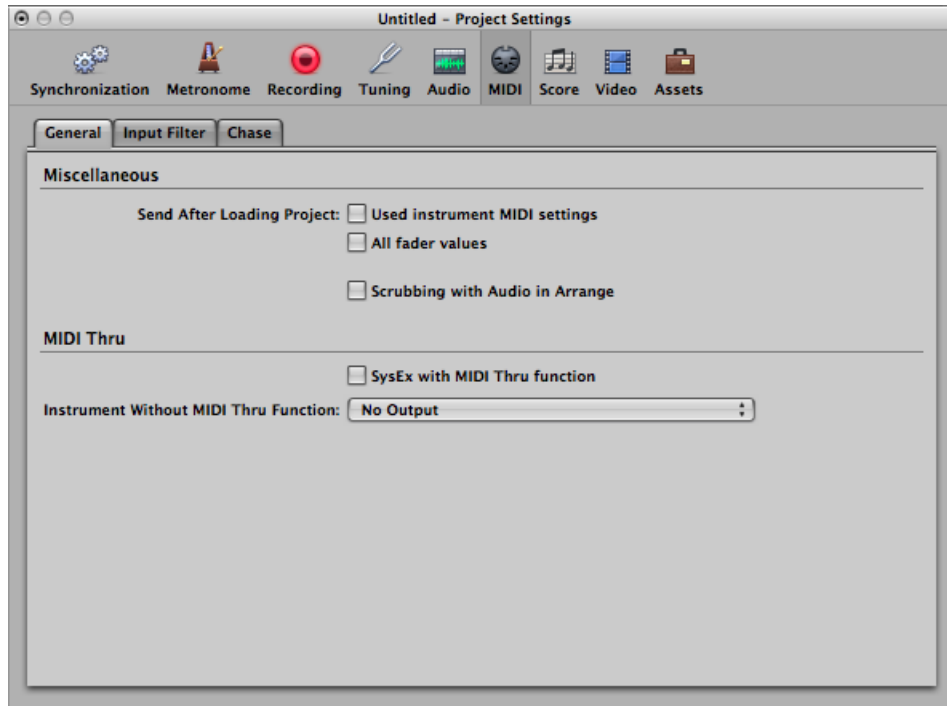 Untitled – Project Settings
Synchronization Metronome Recording Tuning Audio MIDI Score Video Assets
General Input Filter Chase
Miscellaneous
Send After Loading Project: Used instrument MIDI settings
All fader values
Scrubbing with Audio in Arrange
MIDI Thru
SysEx with MIDI Thru function
Instrument Without MIDI Thru Function: No Output